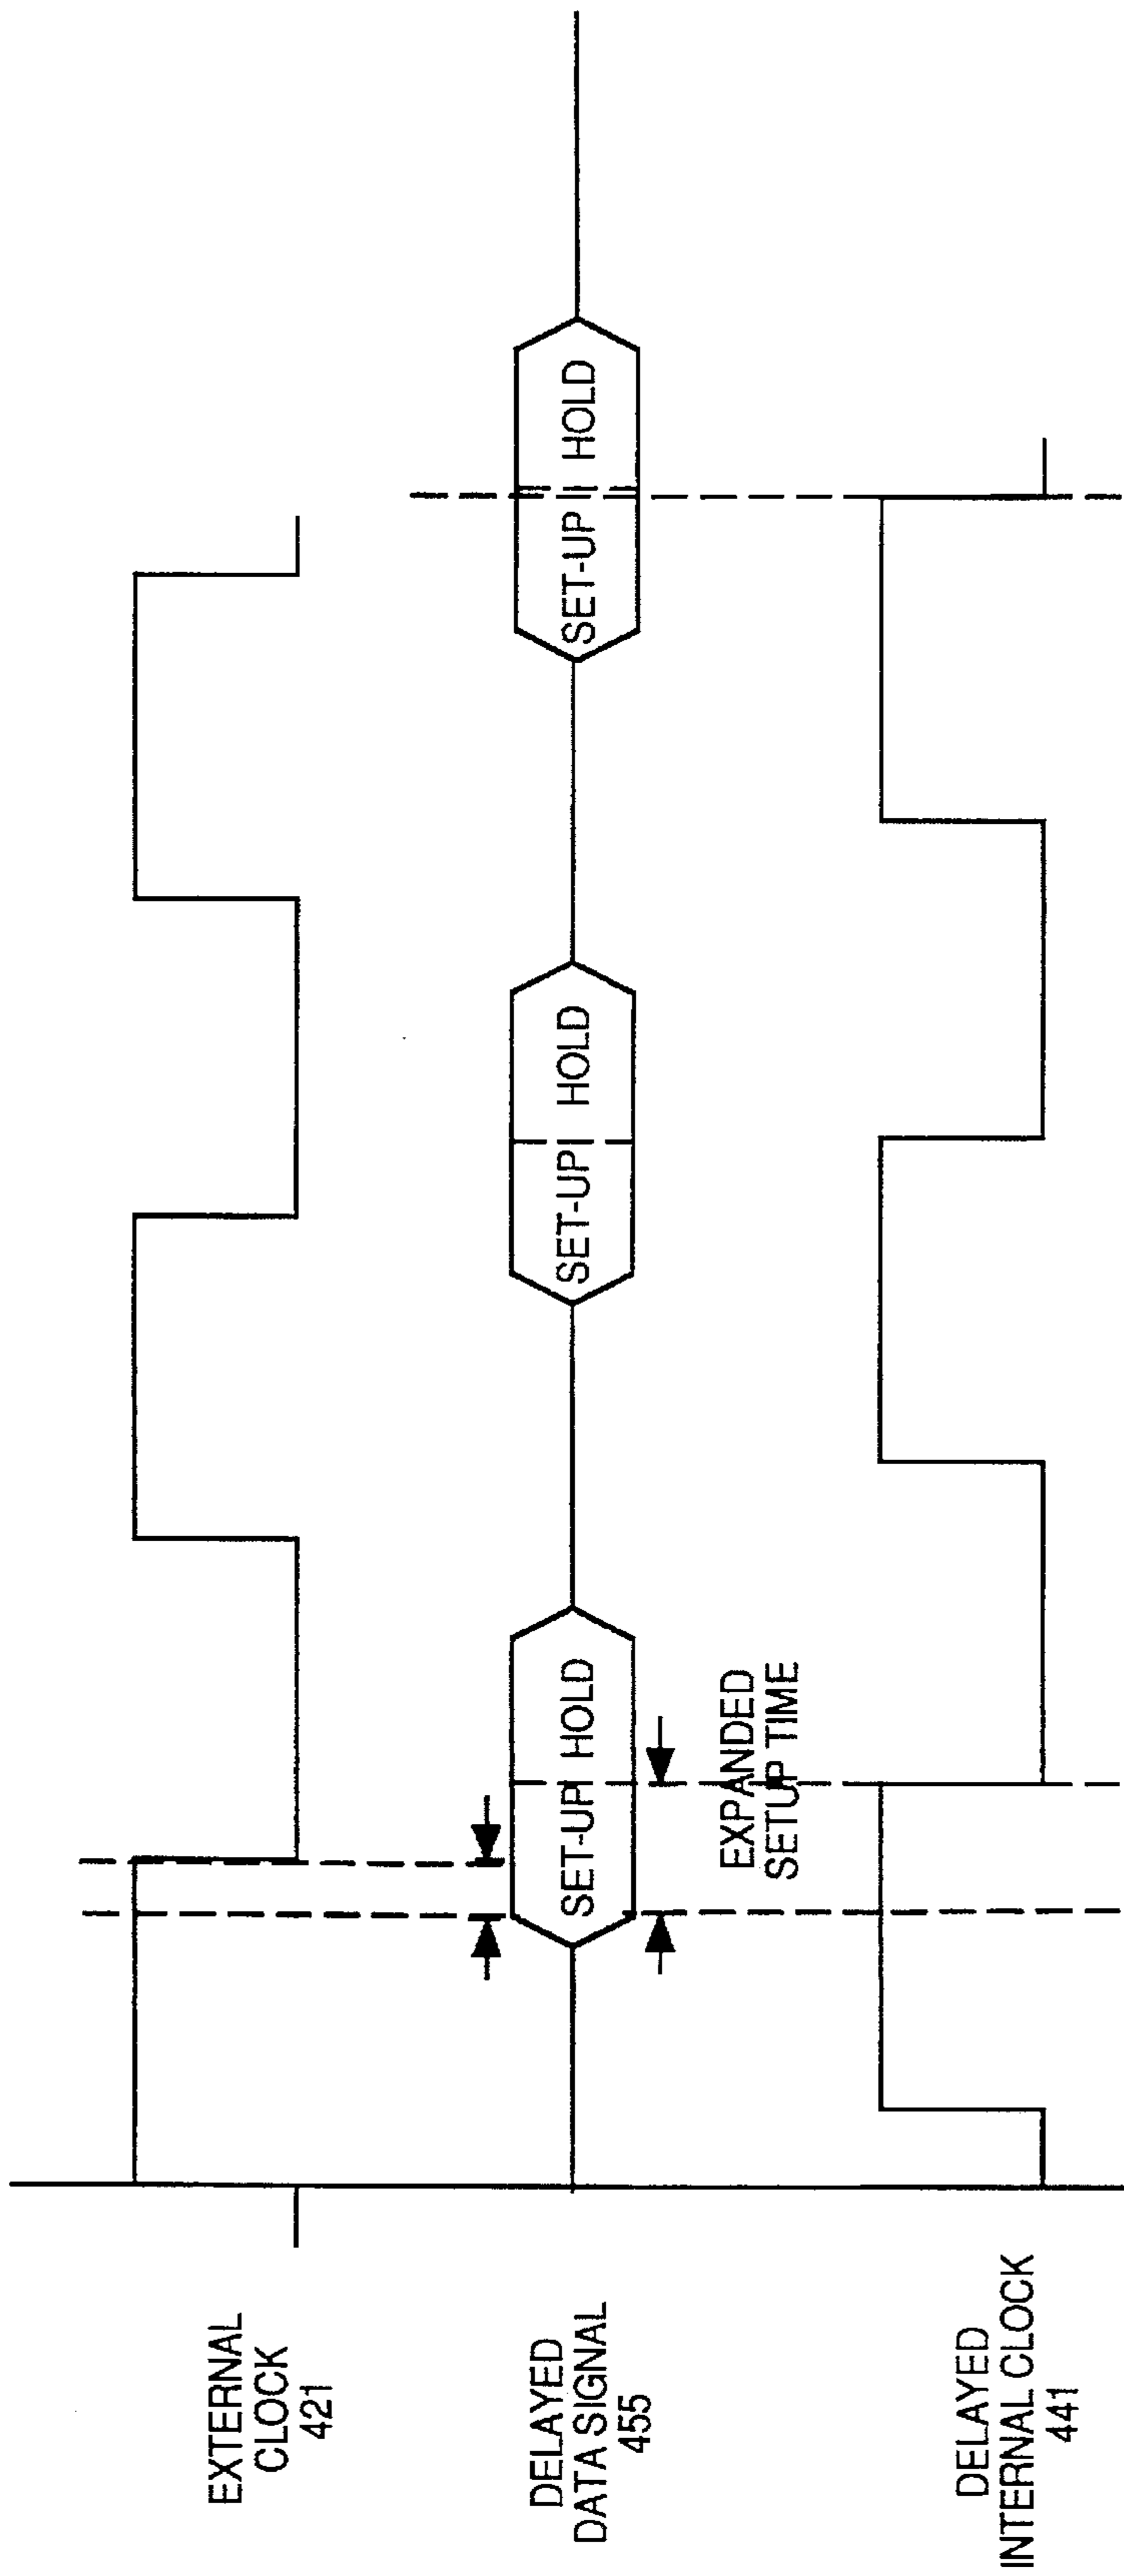 EXTERNAL
CLOCK
421
DELAYED
DATA SIGNAL
455
SET-UP HOLD
SET-UP HOLD
SET-UP HOLD
EXPANDED
SETUP TIME
DELAYED
INTERNAL CLOCK
441